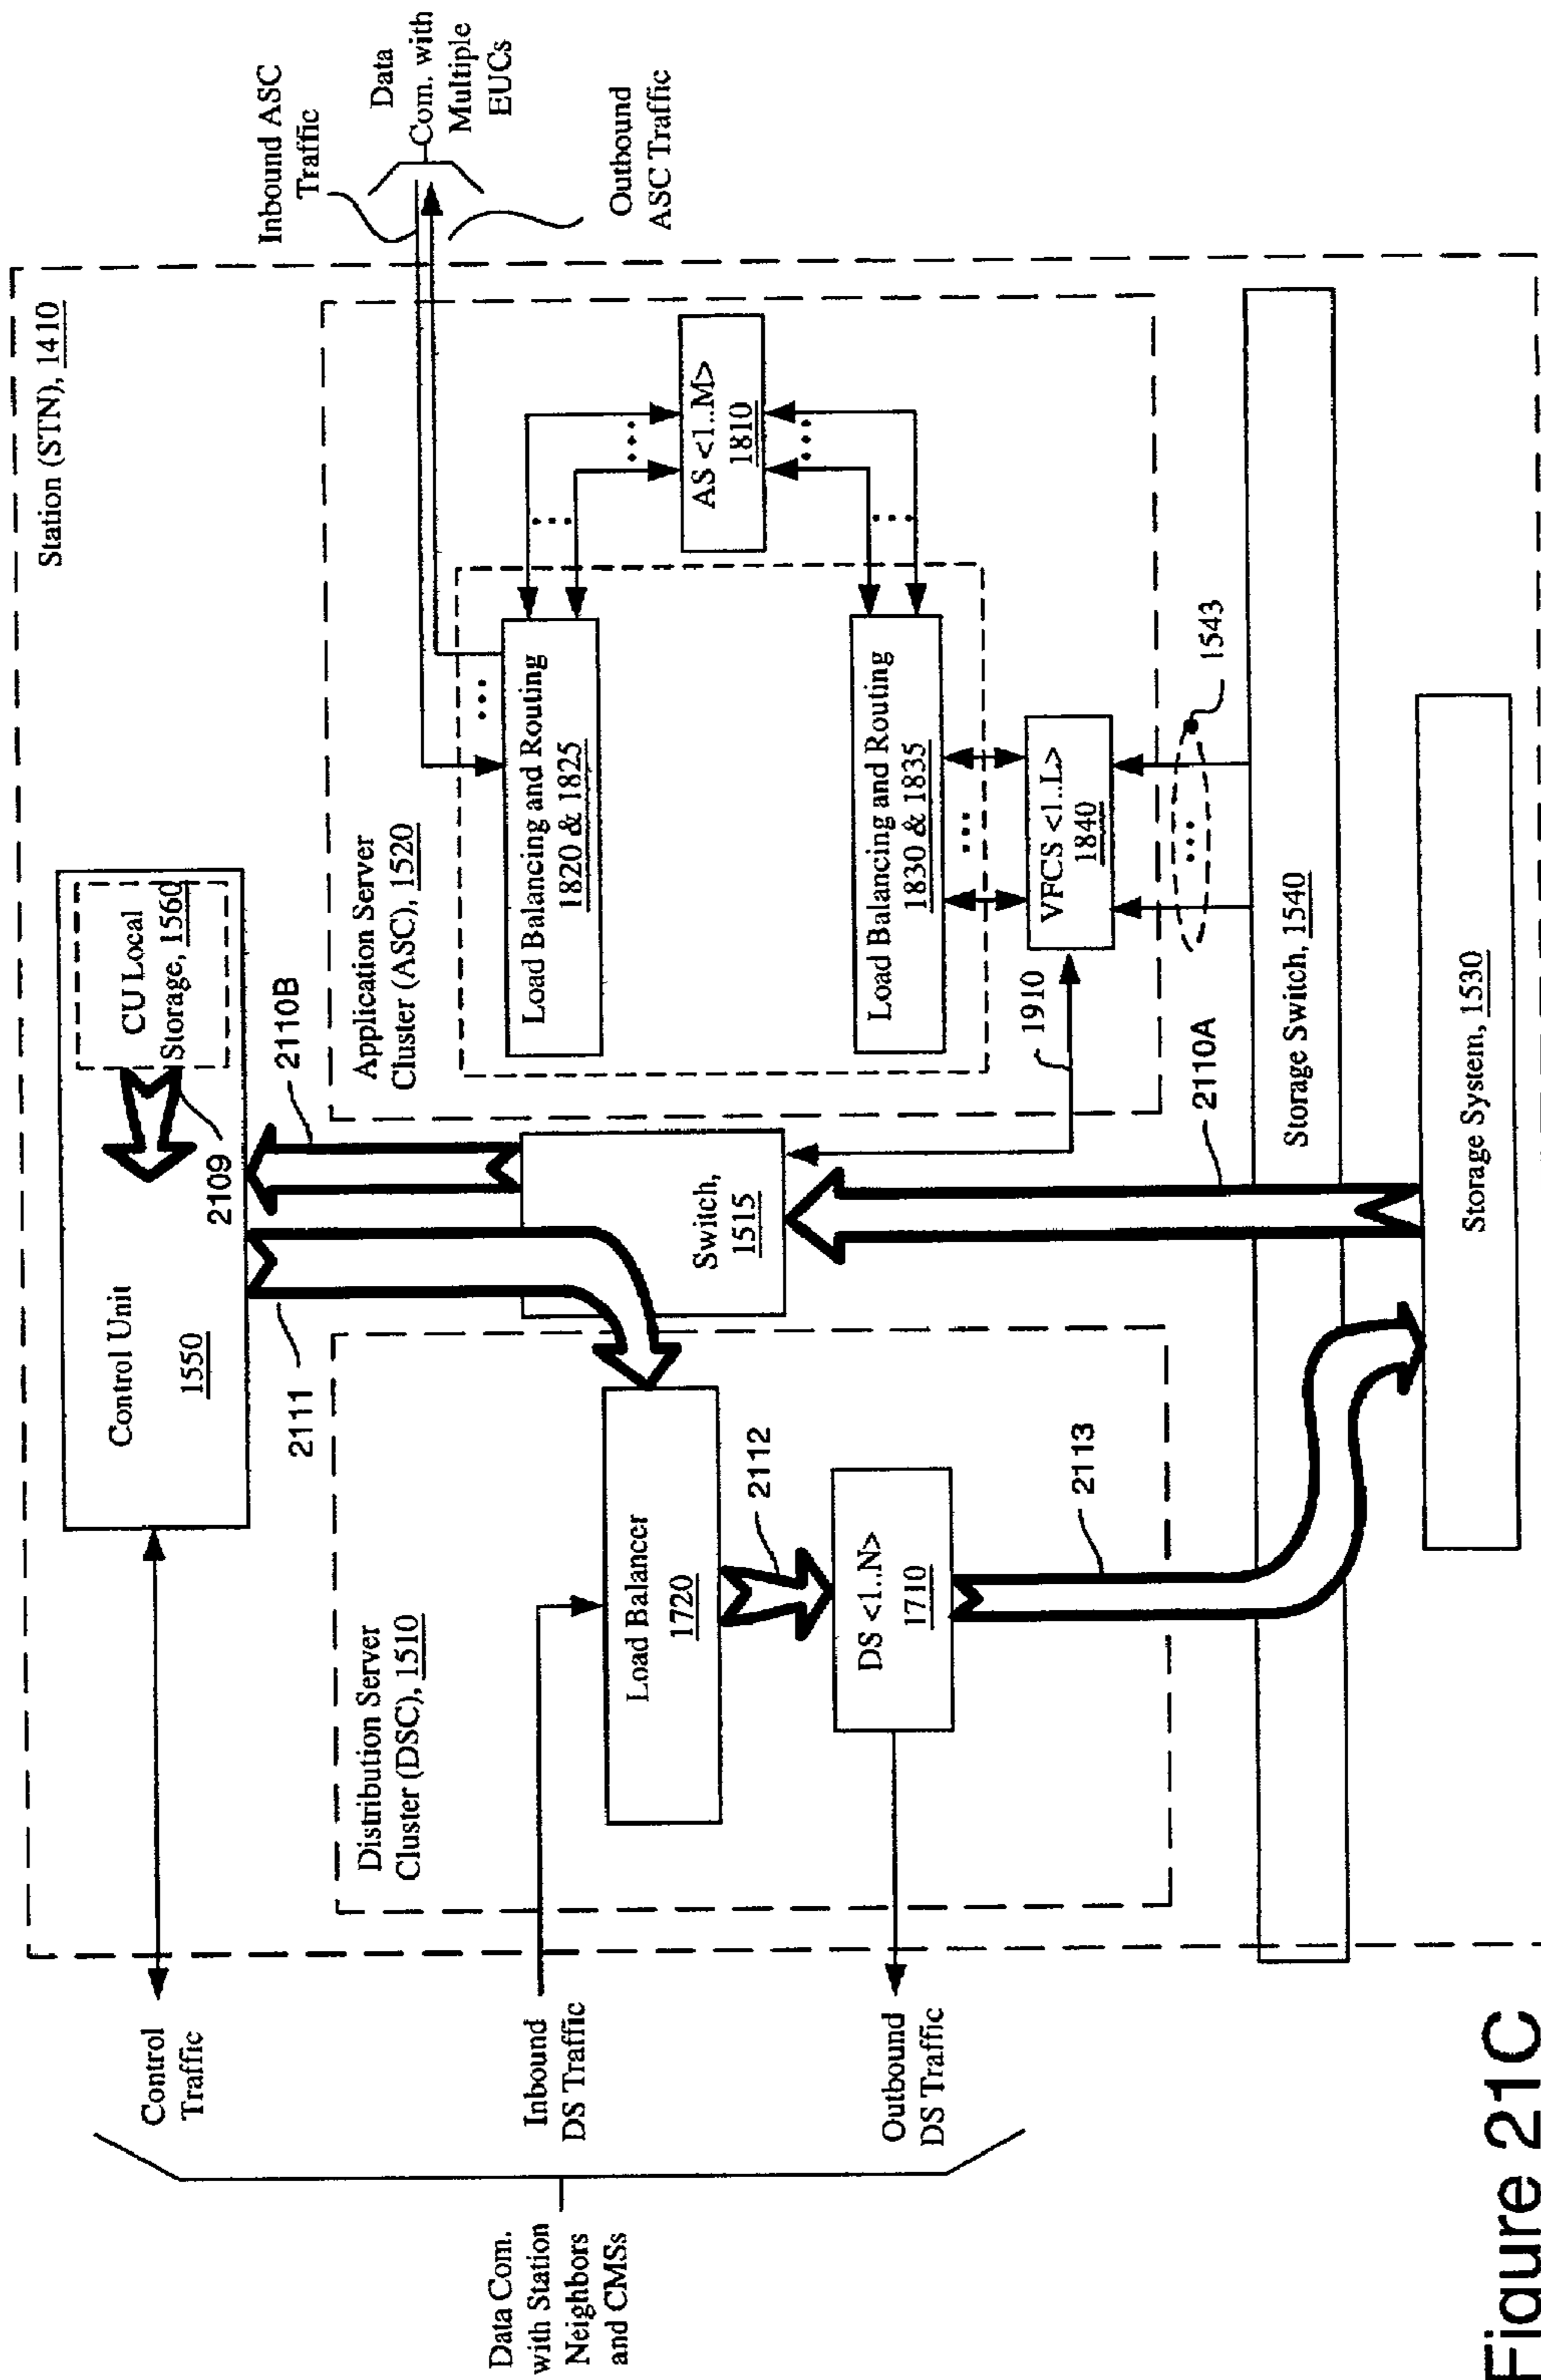 Station (STN), 1410
Control Unit
1550
CU Local
Storage, 1560
2109
2110B
2111
Application Server
Cluster (ASC), 1520
Load Balancing and Routing
1820 & 1825
AS <1..M>
1810
Load Balancing and Routing
1830 & 1835
VFCS <1..L>
1840
1910
1543
Switch,
1515
2110A
Distribution Server
Cluster (DSC), 1510
Load Balancer
1720
2112
DS <1..N>
1710
2113
Storage Switch, 1540
Storage System, 1530
Control
Traffic
Inbound
DS Traffic
Outbound
DS Traffic
Data Com.
with Station
Neighbors
and CMSs
Inbound ASC
Traffic
Data
Com. with
Multiple
EUCs
Outbound
ASC Traffic
Figure 21C